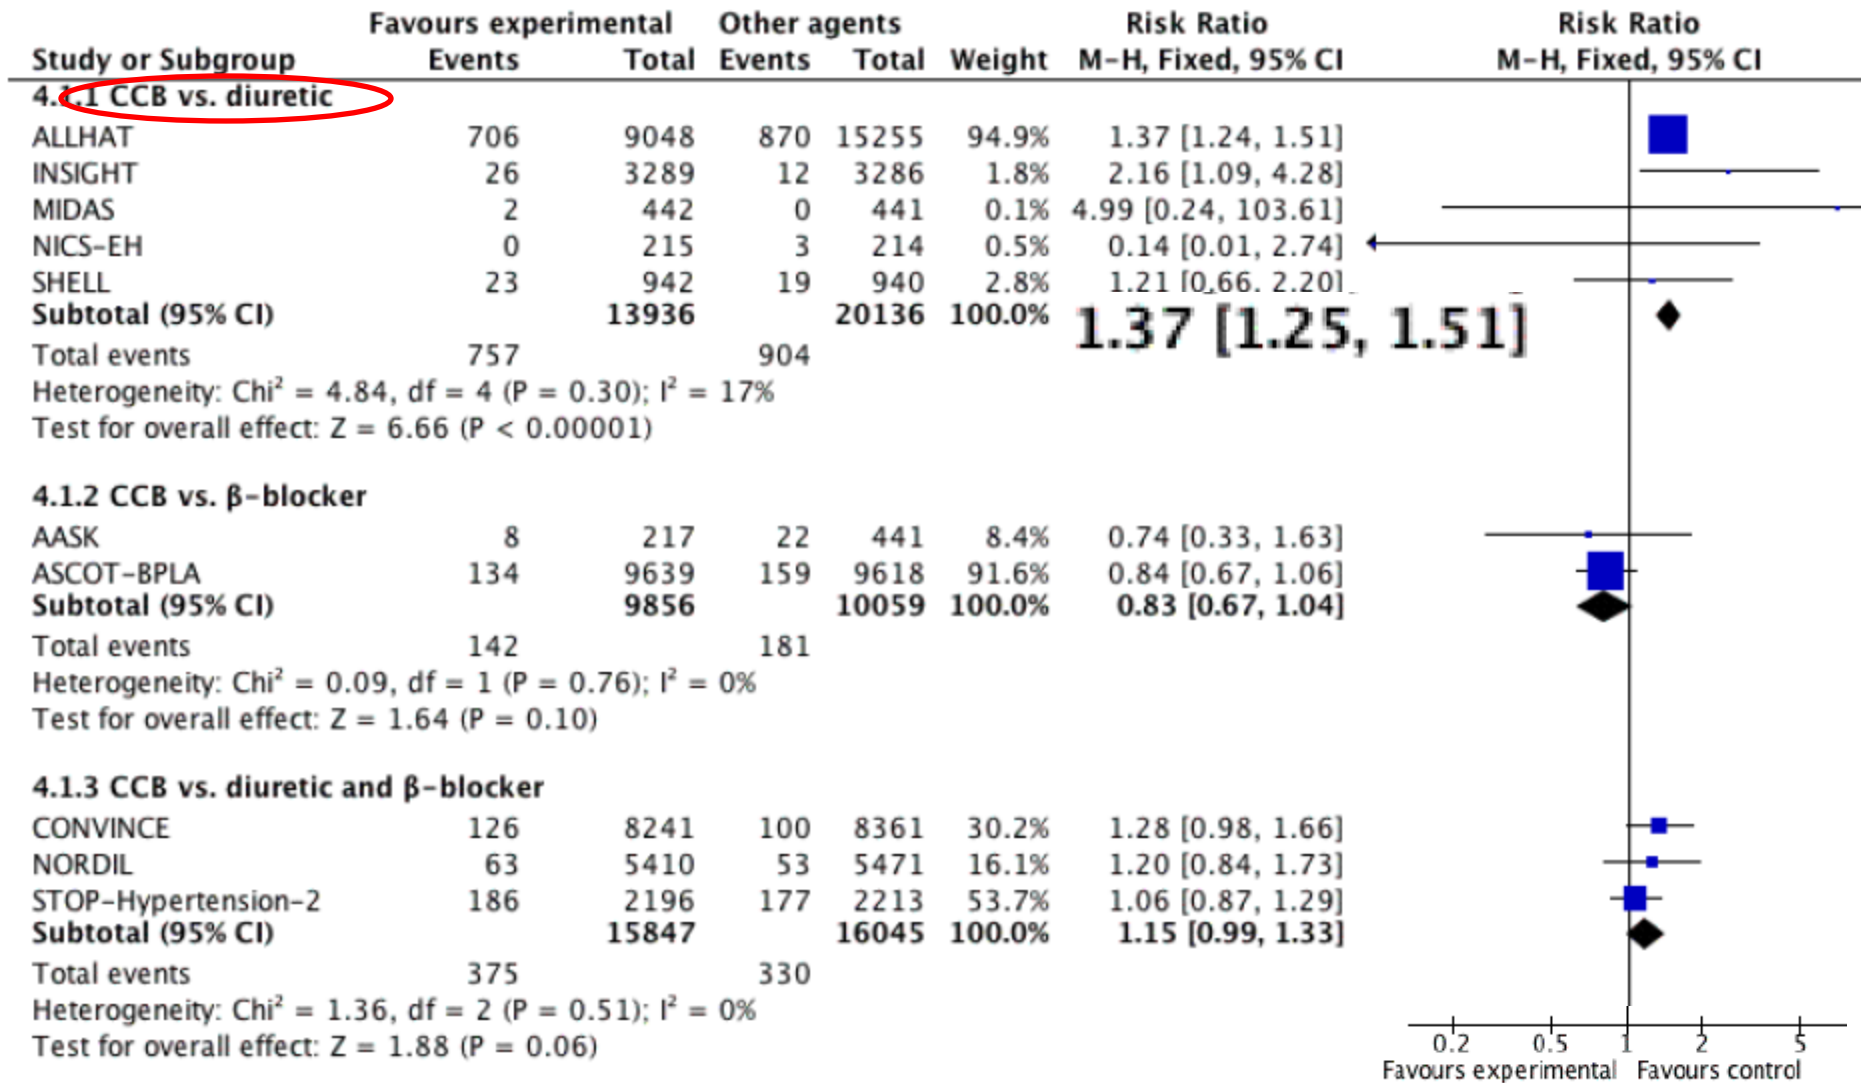 Favours experimental Other agents Risk Ratio Risk Ratio
Study or Subgroup Events Total Events Total Weight M-H, Fixed, 95% CI M-H, Fixed, 95% CI
4.1.1 CCB vs. diuretic
ALLHAT 706 9048 870 15255 94.9% 1.37 [1.24, 1.51]
INSIGHT 26 3289 12 3286 1.8% 2.16 [1.09, 4.28]
MIDAS 2 442 0 441 0.1% 4.99 [0.24, 103.61]
NICS-EH 0 215 3 214 0.5% 0.14 [0.01, 2.74]
SHELL 23 942 19 940 2.8% 1.21 [0.66, 2.20]
Subtotal (95% CI) 13936 20136 100.0% 1.37 [1.25, 1.51]
Total events 757 904
Heterogeneity: Chi² = 4.84, df = 4 (P = 0.30); I² = 17%
Test for overall effect: Z = 6.66 (P < 0.00001)
4.1.2 CCB vs. β-blocker
AASK 8 217 22 441 8.4% 0.74 [0.33, 1.63]
ASCOT-BPLA 134 9639 159 9618 91.6% 0.84 [0.67, 1.06]
Subtotal (95% CI) 9856 10059 100.0% 0.83 [0.67, 1.04]
Total events 142 181
Heterogeneity: Chi² = 0.09, df = 1 (P = 0.76); I² = 0%
Test for overall effect: Z = 1.64 (P = 0.10)
4.1.3 CCB vs. diuretic and β-blocker
CONVINCE 126 8241 100 8361 30.2% 1.28 [0.98, 1.66]
NORDIL 63 5410 53 5471 16.1% 1.20 [0.84, 1.73]
STOP-Hypertension-2 186 2196 177 2213 53.7% 1.06 [0.87, 1.29]
Subtotal (95% CI) 15847 16045 100.0% 1.15 [0.99, 1.33]
Total events 375 330
Heterogeneity: Chi² = 1.36, df = 2 (P = 0.51); I² = 0%
Test for overall effect: Z = 1.88 (P = 0.06)
0.2 0.5 1 2 5
Favours experimental Favours control